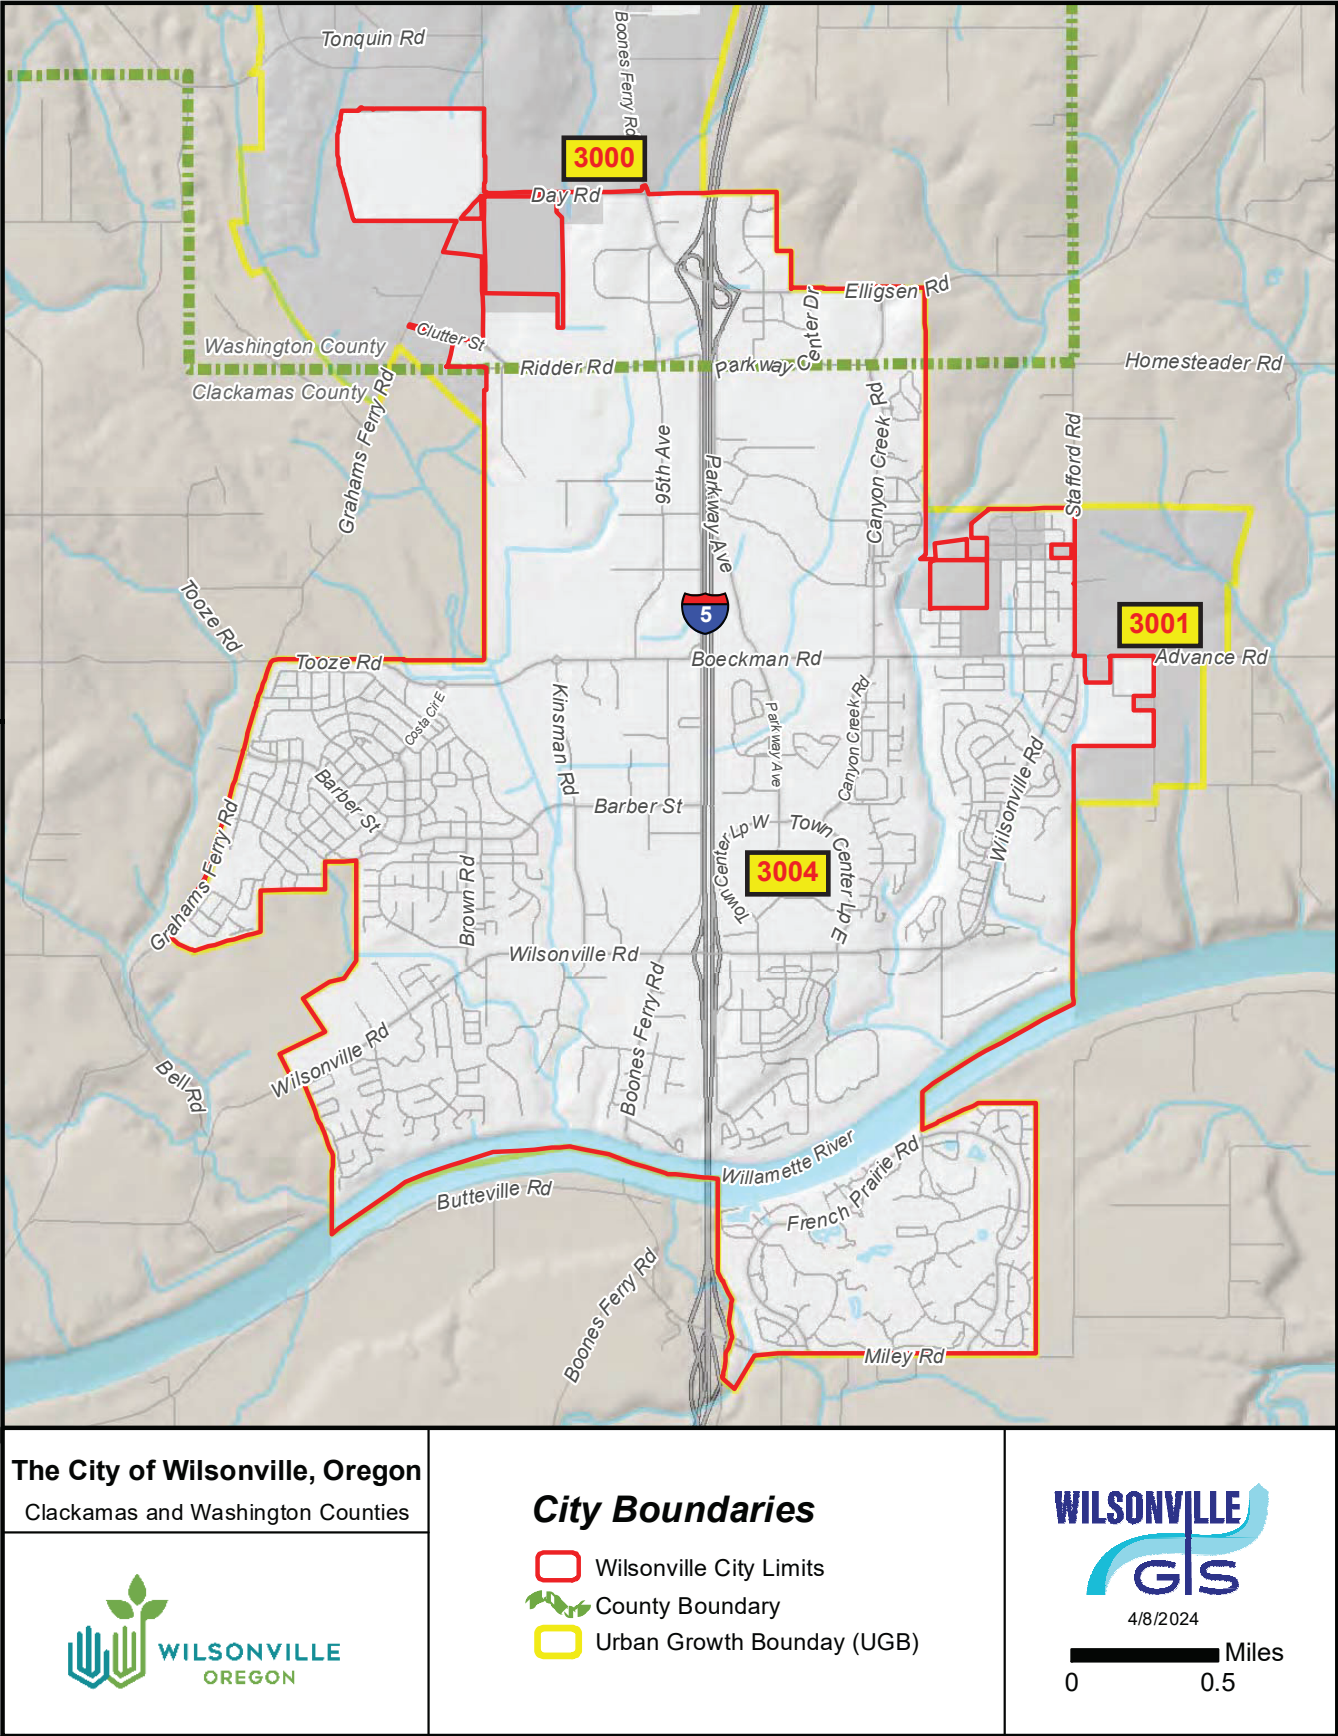 Tonquin Rd
Boones Ferry Rd
3000
Day Rd
Elligsen Rd
Clutter St
Washington County
Clackamas County
Ridder Rd
Parkway Center Dr
Homesteader Rd
Grahams Ferry Rd
95th Ave
Parkway Ave
Canyon Creek Rd
Stafford Rd
5
3001
Tooze Rd
Tooze Rd
Boeckman Rd
Advance Rd
Costa Cir E
Kinsman Rd
Parkway Ave
Canyon Creek Rd
Wilsonville Rd
Barber St
Barber St
Town Center Lp W
Town Center Lp E
3004
Grahams Ferry Rd
Brown Rd
Wilsonville Rd
Boones Ferry Rd
Wilsonville Rd
Bell Rd
Willamette River
French Prairie Rd
Butteville Rd
Boones Ferry Rd
Miley Rd
The City of Wilsonville, Oregon
Clackamas and Washington Counties
WILSONVILLE
OREGON
City Boundaries
Wilsonville City Limits
County Boundary
Urban Growth Bounday (UGB)
WILSONVILLE
GIS
4/8/2024
Miles
0 0.5